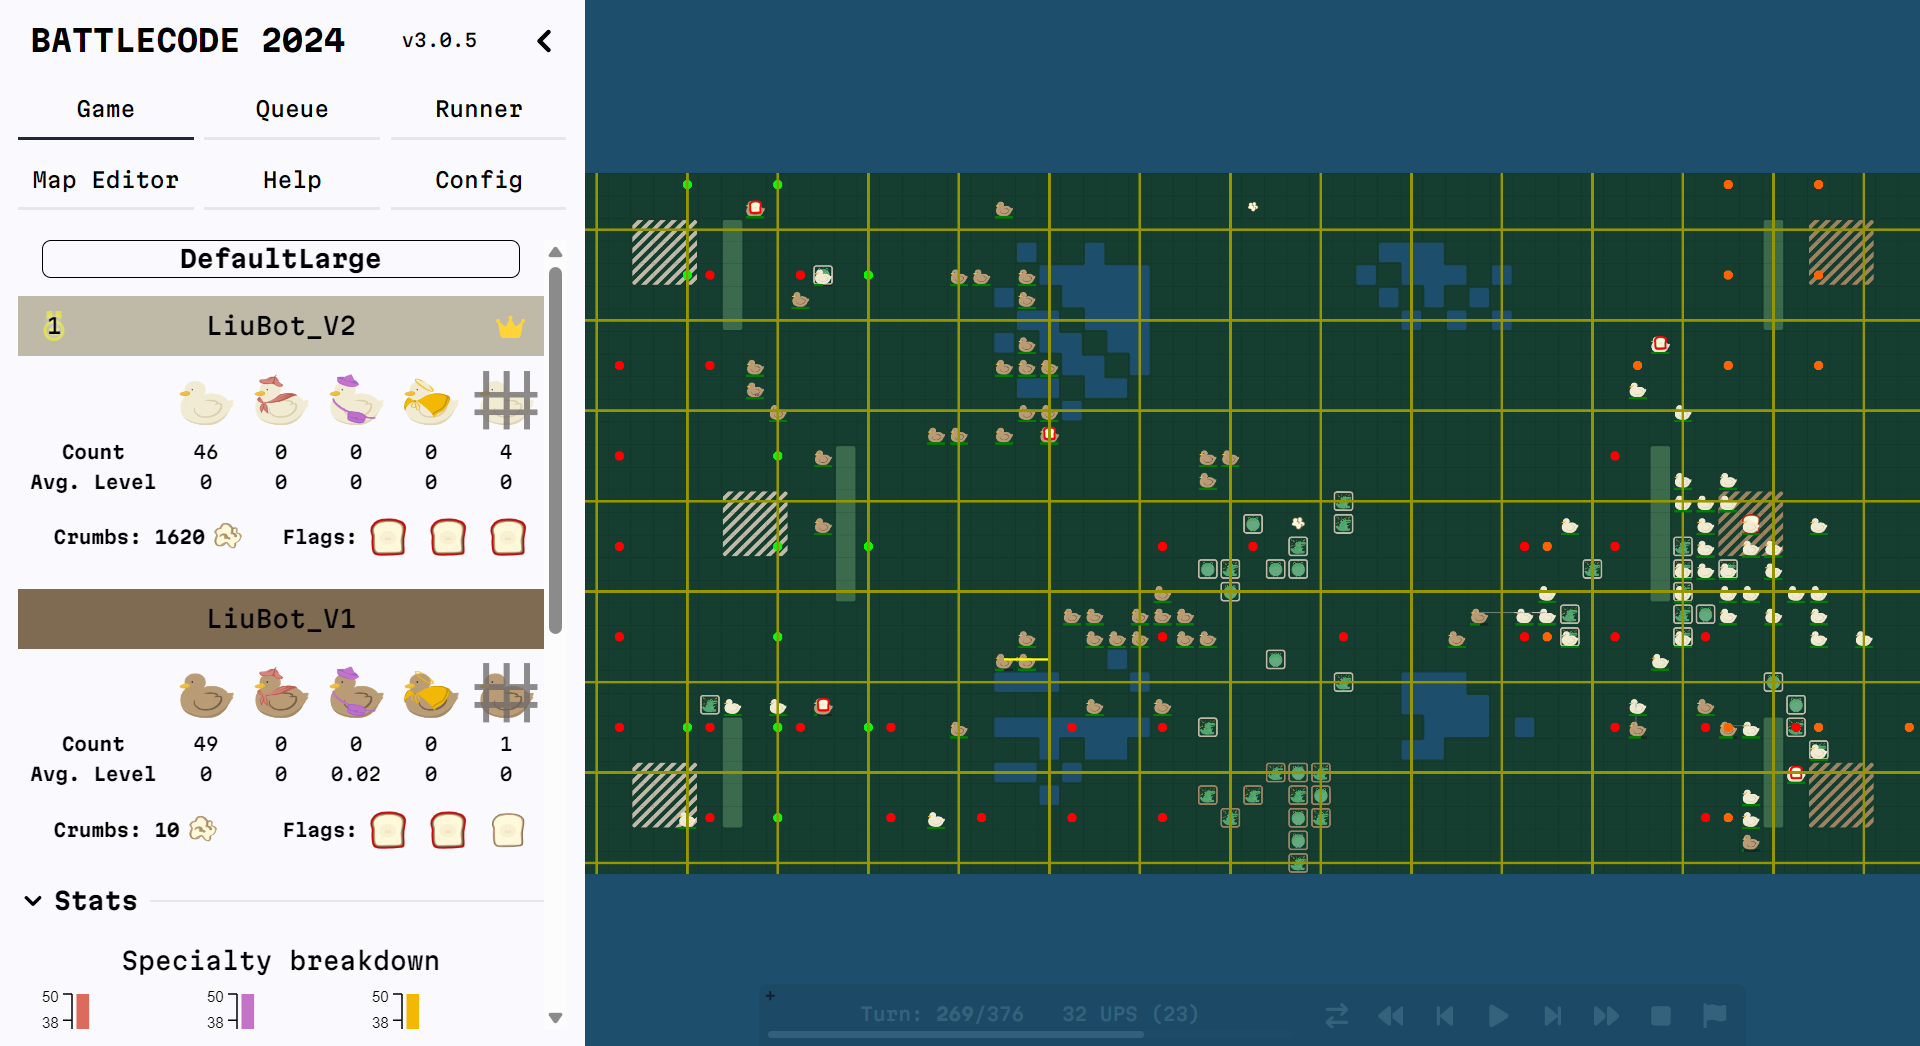 BATTLECODE 2024 v3.0.5
Game Queue Runner
Map Editor Help Config
DefaultLarge
1 LiuBot_V2
Count 46 0 0 0 4
Avg. Level 0 0 0 0 0
Crumbs: 1620 Flags:
LiuBot_V1
Count 49 0 0 0 1
Avg. Level 0 0 0.02 0 0
Crumbs: 10 Flags:
Stats
Specialty breakdown
50 50 50
38 38 38
+
Turn: 269/376 32 UPS (23)